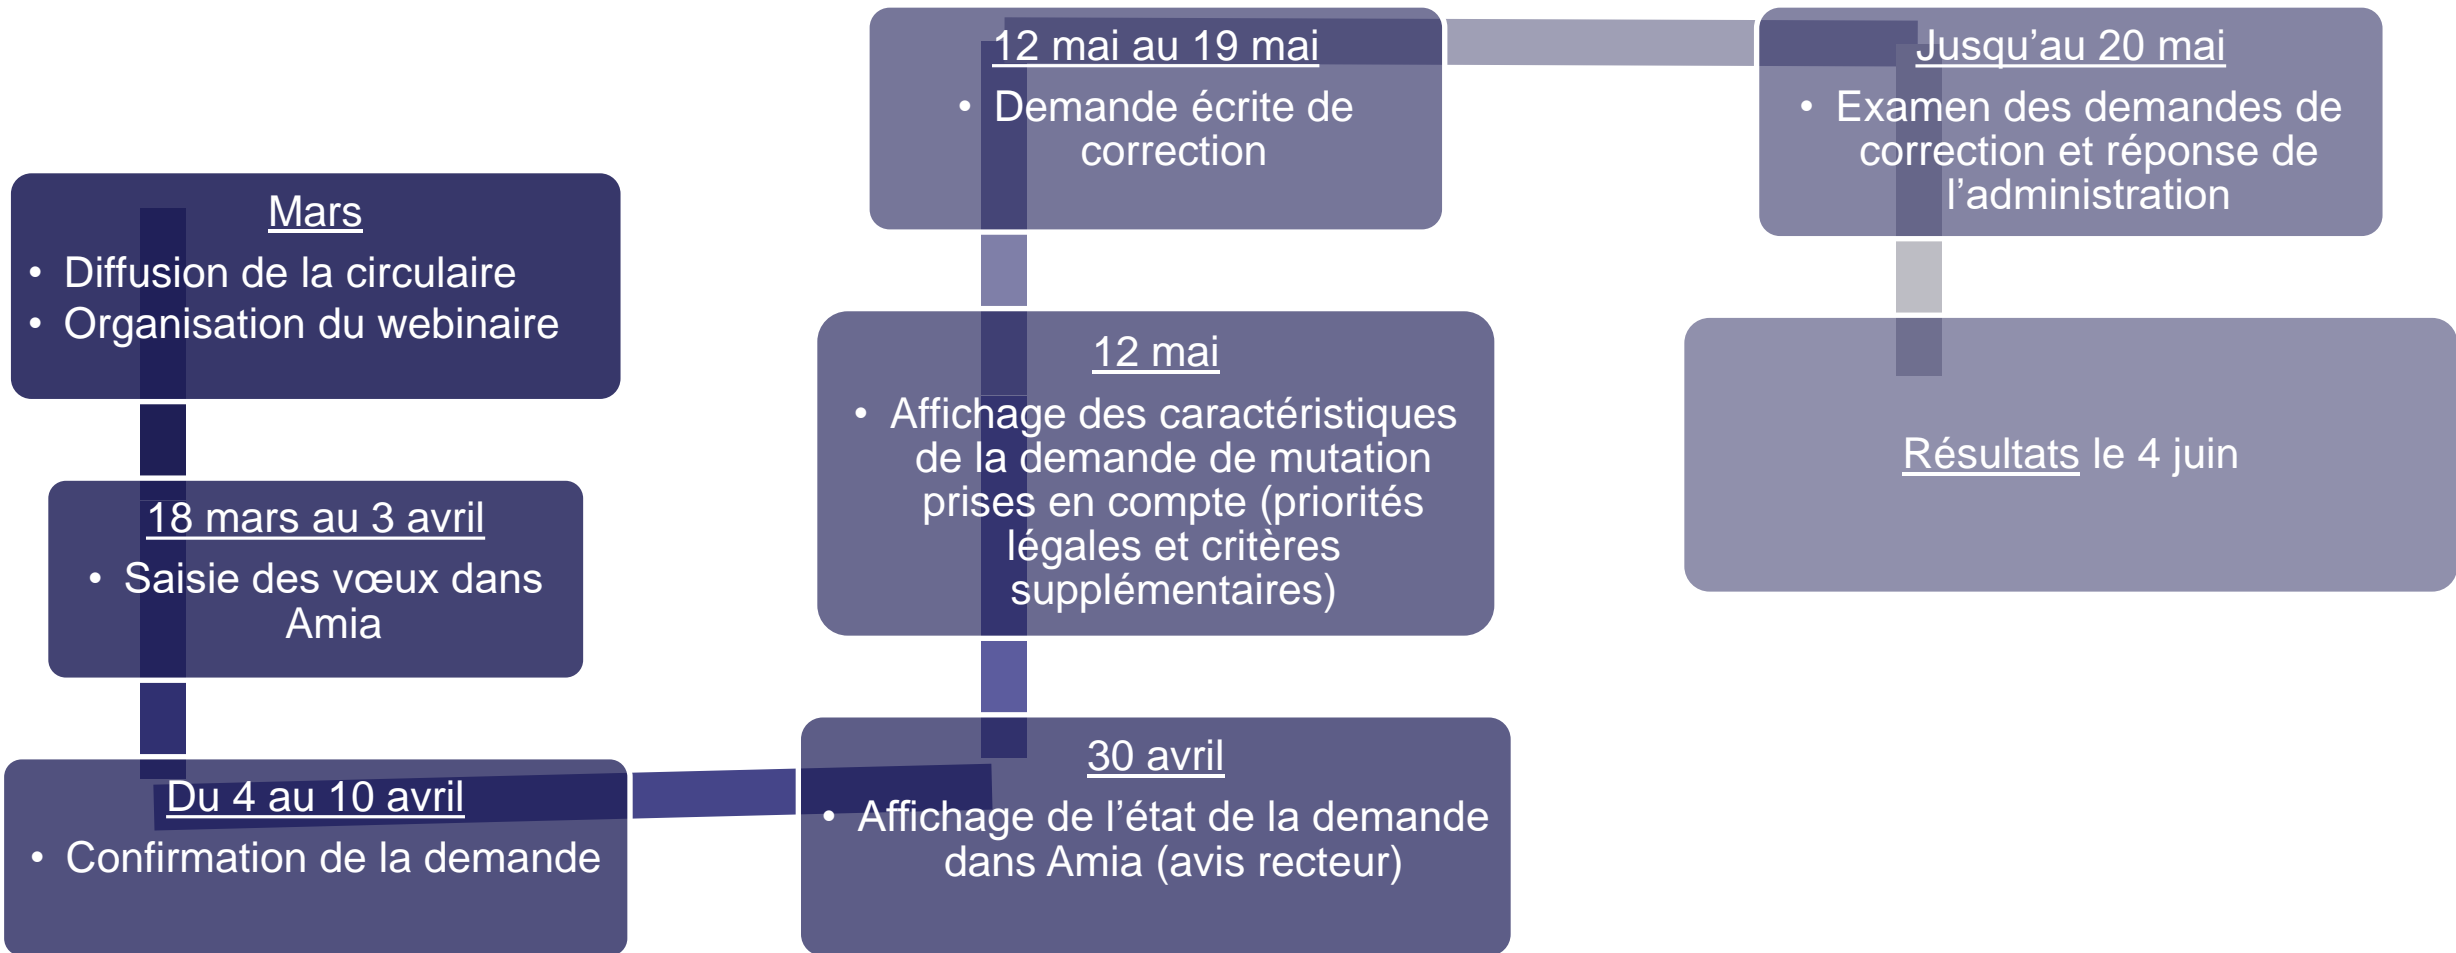 Mars
• Diffusion de la circulaire
• Organisation du webinaire
18 mars au 3 avril
• Saisie des vœux dans
Amia
Du 4 au 10 avril
• Confirmation de la demande
30 avril
• Affichage de l’état de la demande
dans Amia (avis recteur)
12 mai
• Affichage des caractéristiques
de la demande de mutation
prises en compte (priorités
légales et critères
supplémentaires)
12 mai au 19 mai
• Demande écrite de
correction
Jusqu’au 20 mai
• Examen des demandes de
correction et réponse de
l’administration
Résultats le 4 juin